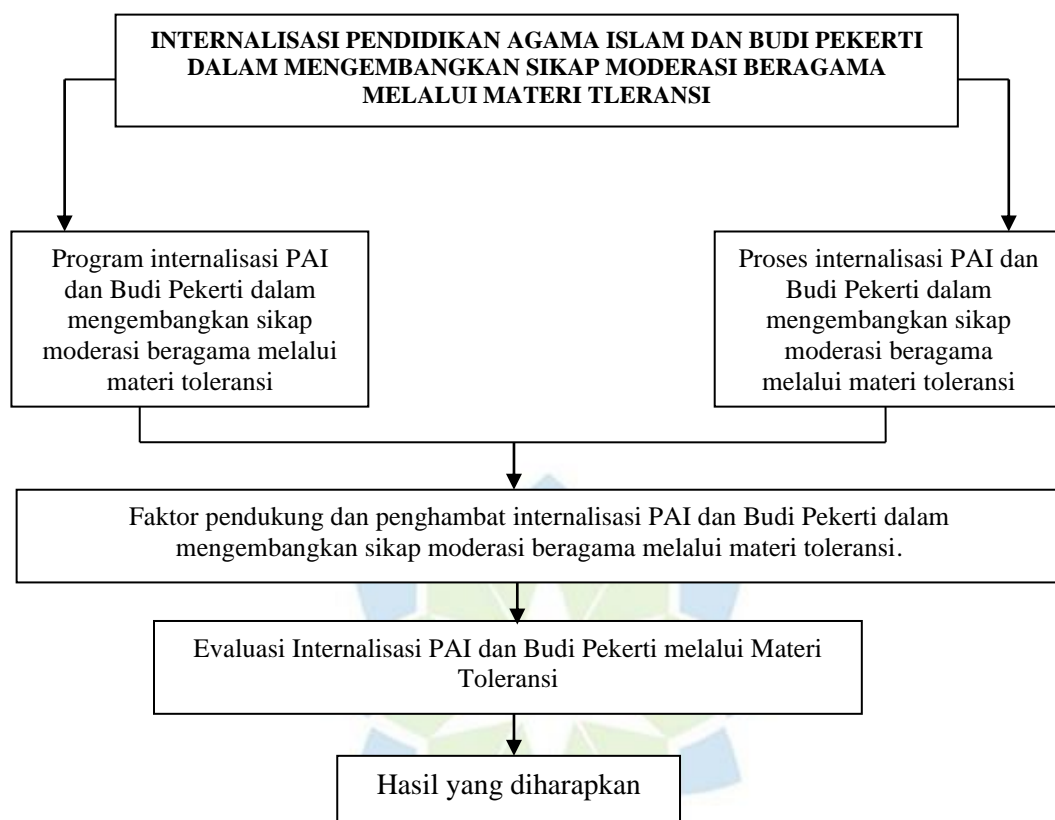 INTERNALISASI PENDIDIKAN AGAMA ISLAM DAN BUDI PEKERTI
DALAM MENGEMBANGKAN SIKAP MODERASI BERAGAMA
MELALUI MATERI TLERANSI
Program internalisasi PAI
dan Budi Pekerti dalam
mengembangkan sikap
moderasi beragama melalui
materi toleransi
Proses internalisasi PAI dan
Budi Pekerti dalam
mengembangkan sikap
moderasi beragama
melalui materi toleransi
Faktor pendukung dan penghambat internalisasi PAI dan Budi Pekerti dalam
mengembangkan sikap moderasi beragama melalui materi toleransi.
Evaluasi Internalisasi PAI dan Budi Pekerti melalui Materi
Toleransi
Hasil yang diharapkan